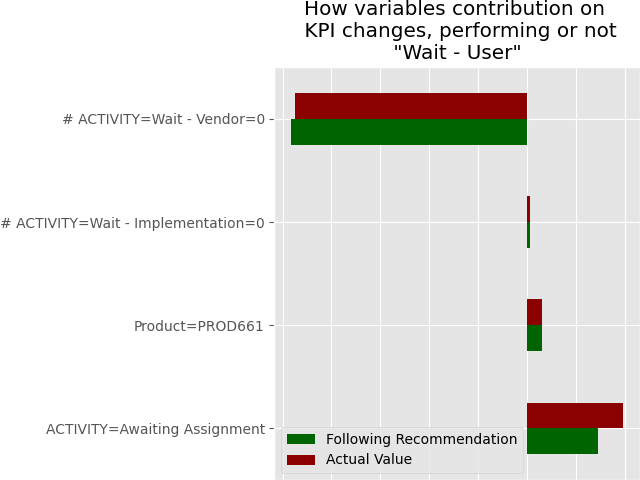 How variables contribution on
KPI changes, performing or not
"Wait - User"
# ACTIVITY=Wait - Vendor=0
# ACTIVITY=Wait - Implementation=0
Product=PROD661
ACTIVITY=Awaiting Assignment
Following Recommendation
Actual Value